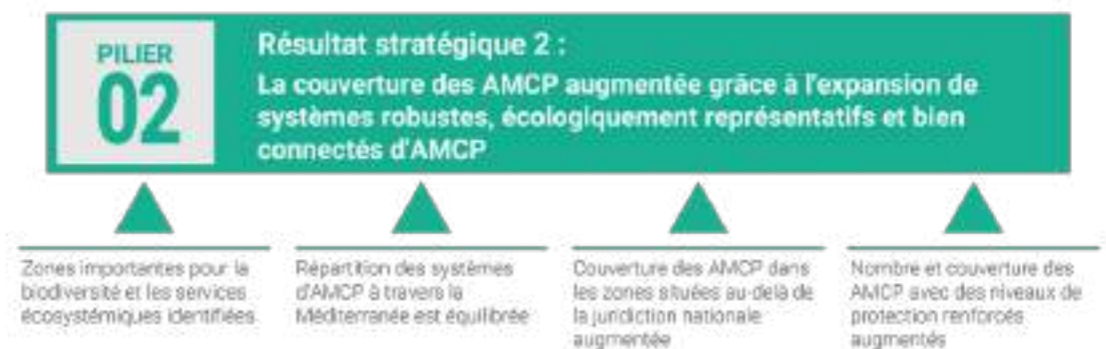 PILIER
02
Résultat stratégique 2 :
La couverture des AMCP augmentée grâce à l'expansion de
systèmes robustes, écologiquement représentatifs et bien
connectés d'AMCP
Zones importantes pour la
biodiversité et les services
écosystémiques identifiées
Répartition des systèmes
d'AMCP à travers la
Méditerranée est équilibrée
Couverture des AMCP dans
les zones situées au-delà de
la juridiction nationale
augmentée
Nombre et couverture des
AMCP avec des niveaux de
protection renforcés
augmentés